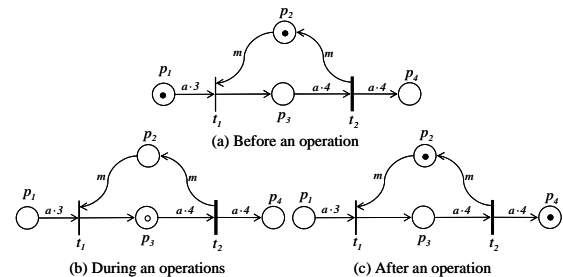 p2
m m
p1 a·3 a·4 a·4 p4
p3
t1 t2
(a) Before an operation
p2 p2
m m m m
p1 a·3 a·4 a·4 p4 p1 a·3 a·4 a·4 p4
p3 p3
t1 t2 t1 t2
(b) During an operations (c) After an operation